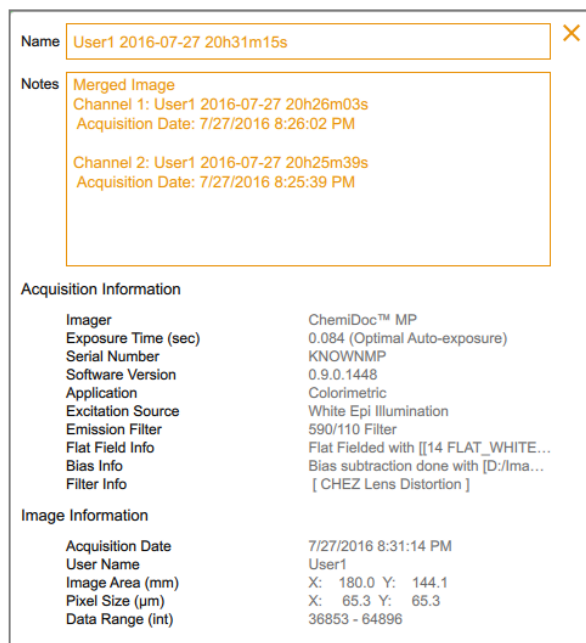 Name User1 2016-07-27 20h31m15s
Notes Merged Image
Channel 1: User1 2016-07-27 20h26m03s
Acquisition Date: 7/27/2016 8:26:02 PM
Channel 2: User1 2016-07-27 20h25m39s
Acquisition Date: 7/27/2016 8:25:39 PM
Acquisition Information
Imager ChemiDoc™ MP
Exposure Time (sec) 0.084 (Optimal Auto-exposure)
Serial Number KNOWNMP
Software Version 0.9.0.1448
Application Colorimetric
Excitation Source White Epi Illumination
Emission Filter 590/110 Filter
Flat Field Info Flat Fielded with [[14 FLAT_WHITE...
Bias Info Bias subtraction done with [D:/Ima...
Filter Info [ CHEZ Lens Distortion ]
Image Information
Acquisition Date 7/27/2016 8:31:14 PM
User Name User1
Image Area (mm) X: 180.0 Y: 144.1
Pixel Size (µm) X: 65.3 Y: 65.3
Data Range (int) 36853 - 64896